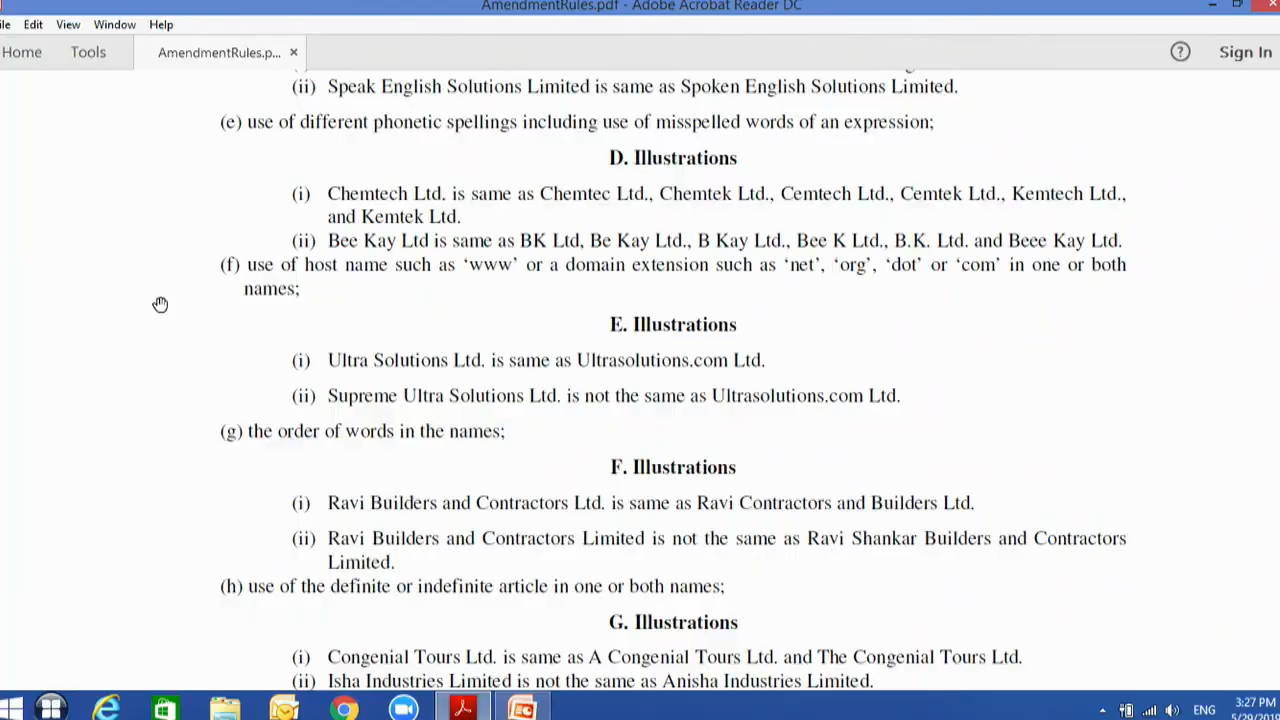 AmendmentRules.pdf - Adobe Acrobat Reader DC
Edit View Window Help
Home Tools AmendmentRules.p... × ? Sign In
(ii) Speak English Solutions Limited is same as Spoken English Solutions Limited.
(e) use of different phonetic spellings including use of misspelled words of an expression;
D. Illustrations
(i) Chemtech Ltd. is same as Chemtec Ltd., Chemtek Ltd., Cemtech Ltd., Cemtek Ltd., Kemtech Ltd.,
and Kemtek Ltd.
(ii) Bee Kay Ltd is same as BK Ltd, Be Kay Ltd., B Kay Ltd., Bee K Ltd., B.K. Ltd. and Beee Kay Ltd.
(f) use of host name such as ‘www’ or a domain extension such as ‘net’, ‘org’, ‘dot’ or ‘com’ in one or both
names;
E. Illustrations
(i) Ultra Solutions Ltd. is same as Ultrasolutions.com Ltd.
(ii) Supreme Ultra Solutions Ltd. is not the same as Ultrasolutions.com Ltd.
(g) the order of words in the names;
F. Illustrations
(i) Ravi Builders and Contractors Ltd. is same as Ravi Contractors and Builders Ltd.
(ii) Ravi Builders and Contractors Limited is not the same as Ravi Shankar Builders and Contractors
Limited.
(h) use of the definite or indefinite article in one or both names;
G. Illustrations
(i) Congenial Tours Ltd. is same as A Congenial Tours Ltd. and The Congenial Tours Ltd.
(ii) Isha Industries Limited is not the same as Anisha Industries Limited.
ENG 3:27 PM